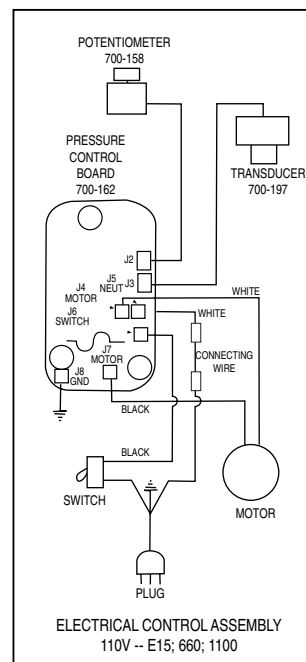 POTENTIOMETER
700-158
PRESSURE
CONTROL
BOARD
700-162
TRANSDUCER
700-197
J2
J3
J5
NEUT
J4
MOTOR
J6
SWITCH
J7
MOTOR
J8
GND
WHITE
WHITE
CONNECTING
WIRE
BLACK
BLACK
SWITCH
MOTOR
PLUG
ELECTRICAL CONTROL ASSEMBLY
110V -- E15; 660; 1100